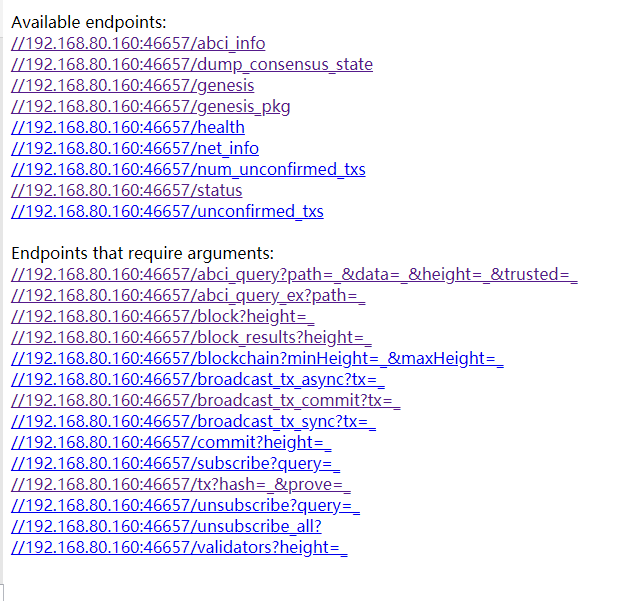 Available endpoints:
//192.168.80.160:46657/abci_info
//192.168.80.160:46657/dump_consensus_state
//192.168.80.160:46657/genesis
//192.168.80.160:46657/genesis_pkg
//192.168.80.160:46657/health
//192.168.80.160:46657/net_info
//192.168.80.160:46657/num_unconfirmed_txs
//192.168.80.160:46657/status
//192.168.80.160:46657/unconfirmed_txs
Endpoints that require arguments:
//192.168.80.160:46657/abci_query?path=_&data=_&height=_&trusted=_
//192.168.80.160:46657/abci_query_ex?path=_
//192.168.80.160:46657/block?height=_
//192.168.80.160:46657/block_results?height=_
//192.168.80.160:46657/blockchain?minHeight=_&maxHeight=_
//192.168.80.160:46657/broadcast_tx_async?tx=_
//192.168.80.160:46657/broadcast_tx_commit?tx=_
//192.168.80.160:46657/broadcast_tx_sync?tx=_
//192.168.80.160:46657/commit?height=_
//192.168.80.160:46657/subscribe?query=_
//192.168.80.160:46657/tx?hash=_&prove=_
//192.168.80.160:46657/unsubscribe?query=_
//192.168.80.160:46657/unsubscribe_all?
//192.168.80.160:46657/validators?height=_